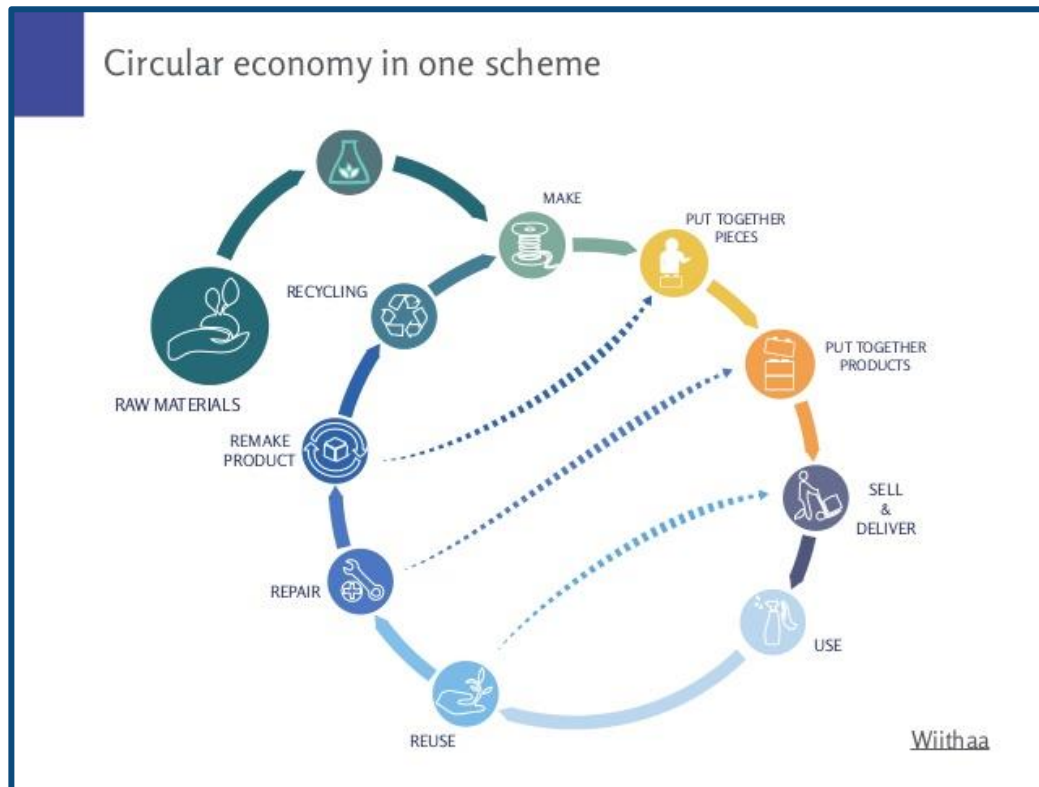 Circular economy in one scheme
MAKE
PUT TOGETHER
PIECES
RECYCLING
PUT TOGETHER
PRODUCTS
RAW MATERIALS
REMAKE
PRODUCT
SELL
&
DELIVER
REPAIR
USE
REUSE
Wiithaa